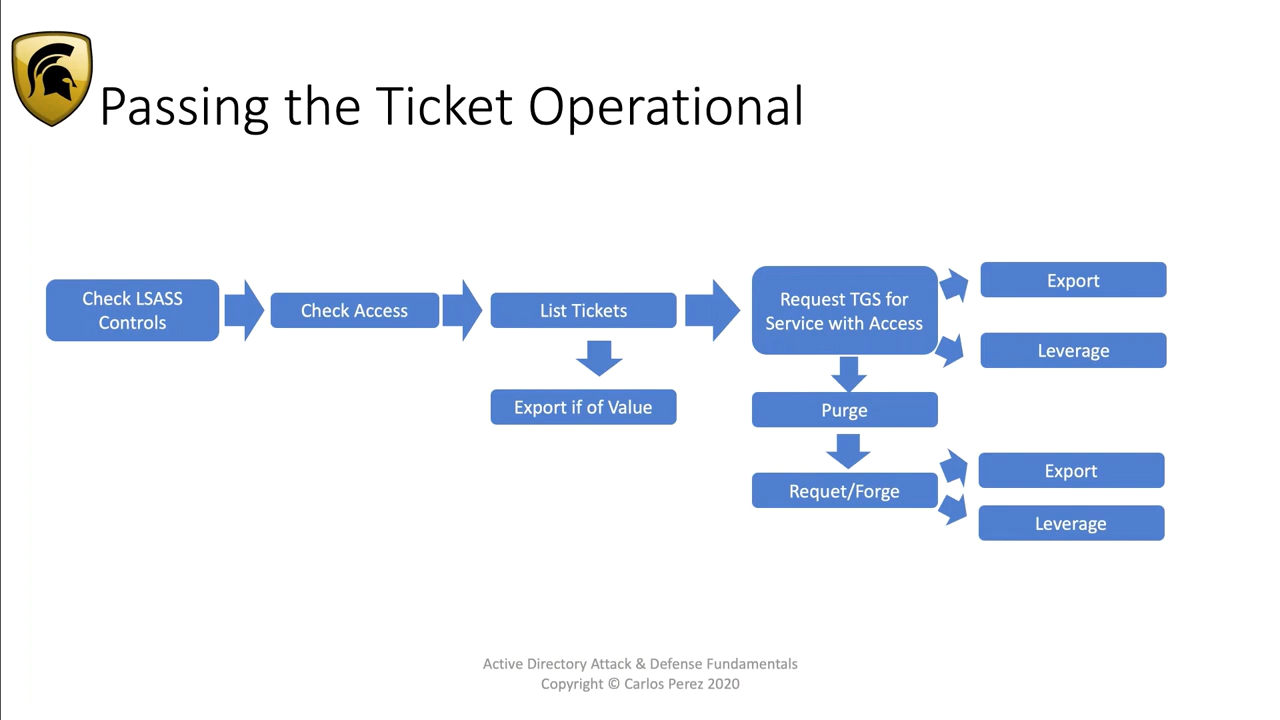 Passing the Ticket Operational
Check LSASS
Controls
Check Access
List Tickets
Export if of Value
Request TGS for
Service with Access
Export
Leverage
Purge
Requet/Forge
Export
Leverage
Active Directory Attack & Defense Fundamentals
Copyright © Carlos Perez 2020